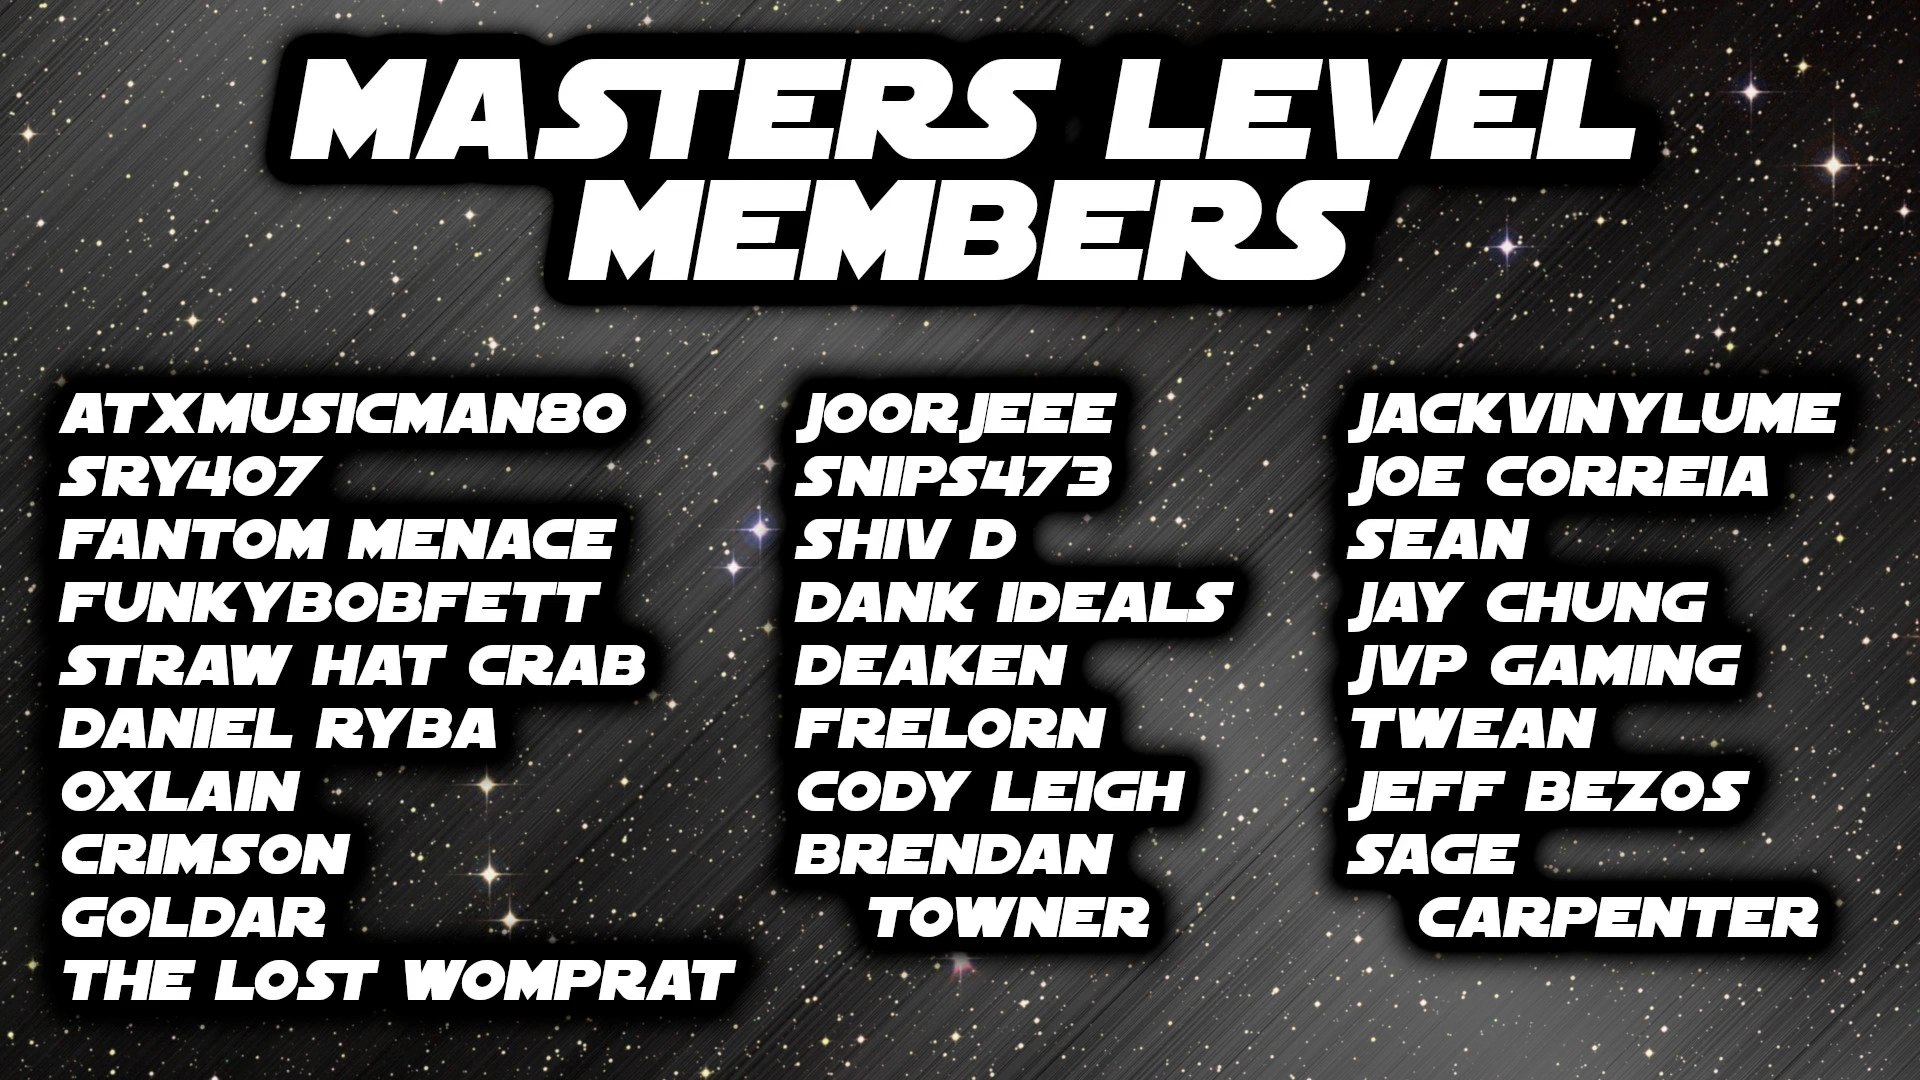 MASTERS LEVEL
MEMBERS
ATXMUSICMAN80
SRY407
FANTOM MENACE
FUNKYBOBFETT
STRAW HAT CRAB
DANIEL RYBA
OXLAIN
CRIMSON
GOLDAR
THE LOST WOMPRAT
JOORJEEE
SNIPS473
SHIV D
DANK IDEALS
DEAKEN
FRELORN
CODY LEIGH
BRENDAN
TOWNER
JACKVINYLUME
JOE CORREIA
SEAN
JAY CHUNG
JVP GAMING
TWEAN
JEFF BEZOS
SAGE
CARPENTER